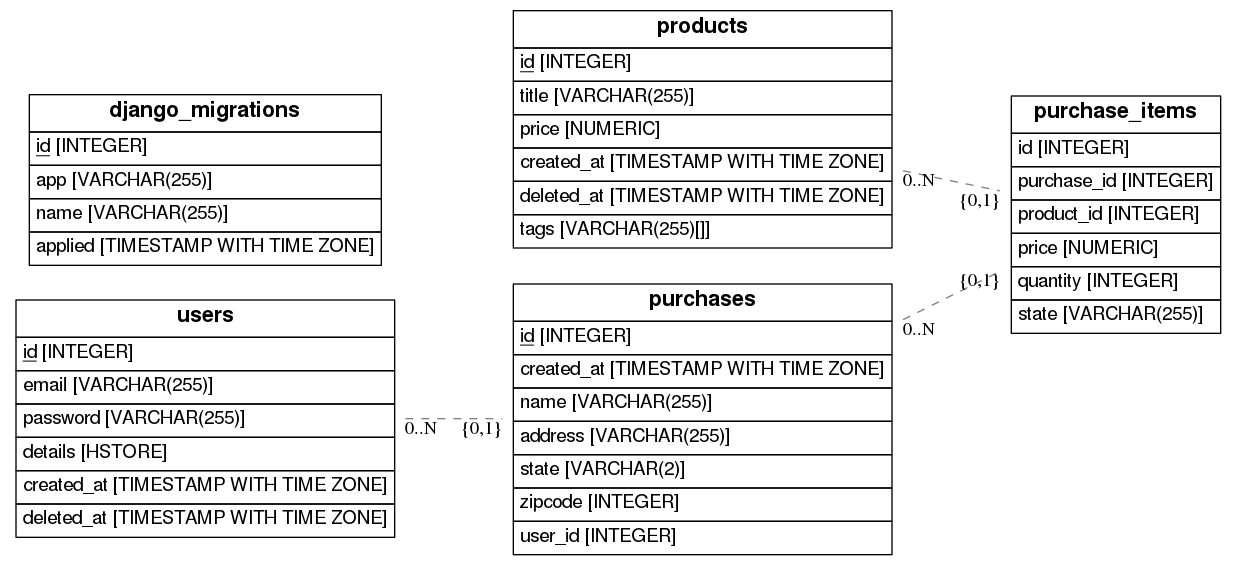 django_migrations
id [INTEGER]
app [VARCHAR(255)]
name [VARCHAR(255)]
applied [TIMESTAMP WITH TIME ZONE]
users
id [INTEGER]
email [VARCHAR(255)]
password [VARCHAR(255)]
details [HSTORE]
created_at [TIMESTAMP WITH TIME ZONE]
deleted_at [TIMESTAMP WITH TIME ZONE]
0..N
{0,1}
products
id [INTEGER]
title [VARCHAR(255)]
price [NUMERIC]
created_at [TIMESTAMP WITH TIME ZONE]
deleted_at [TIMESTAMP WITH TIME ZONE]
tags [VARCHAR(255)[]]
0..N
{0,1}
purchases
id [INTEGER]
created_at [TIMESTAMP WITH TIME ZONE]
name [VARCHAR(255)]
address [VARCHAR(255)]
state [VARCHAR(2)]
zipcode [INTEGER]
user_id [INTEGER]
0..N
{0,1}
purchase_items
id [INTEGER]
purchase_id [INTEGER]
product_id [INTEGER]
price [NUMERIC]
quantity [INTEGER]
state [VARCHAR(255)]